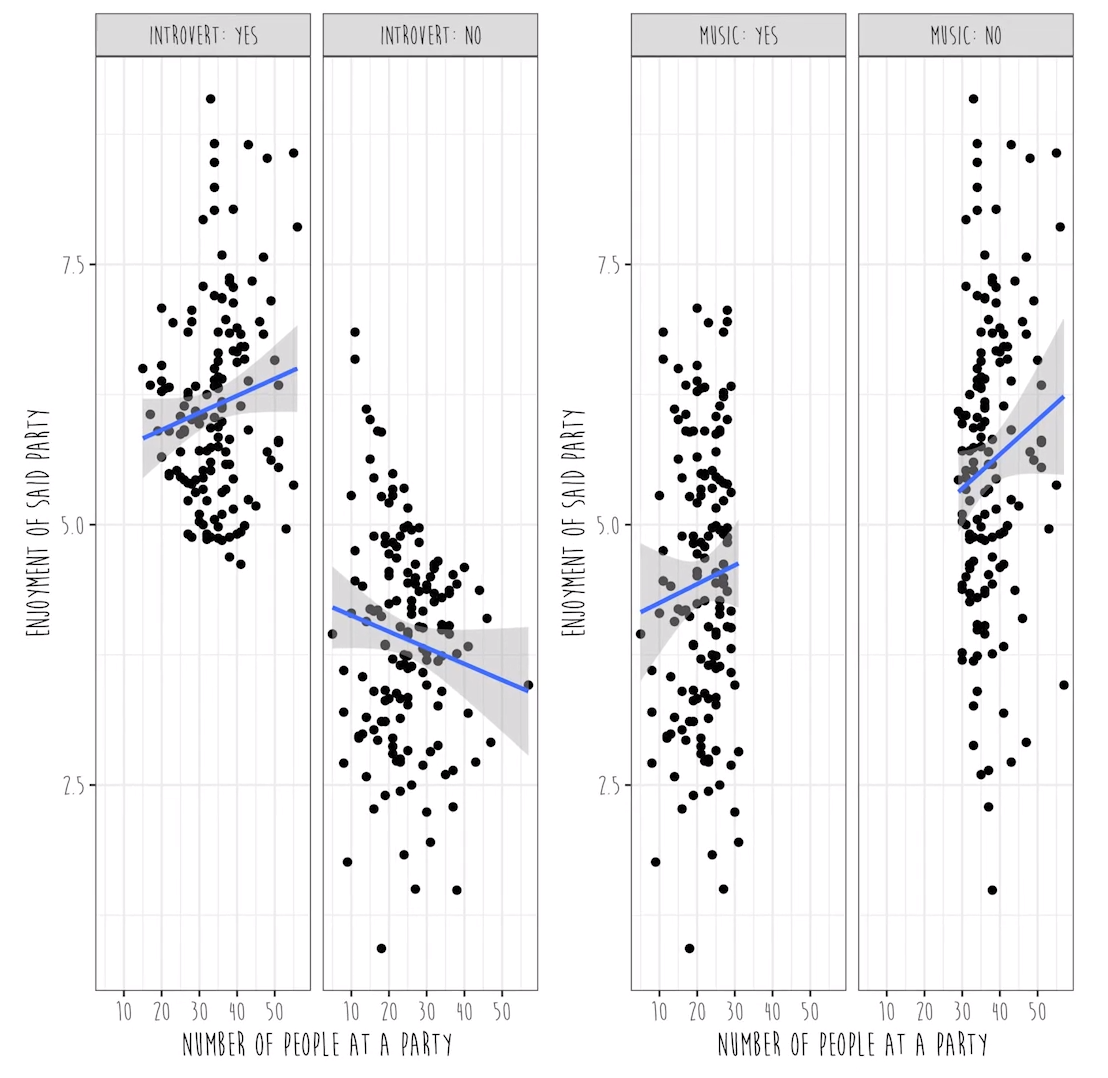 INTROVERT: YES
INTROVERT: NO
MUSIC: YES
MUSIC: NO
ENJOYMENT OF SAID PARTY
7.5
5.0
2.5
ENJOYMENT OF SAID PARTY
7.5
5.0
2.5
10 20 30 40 50
10 20 30 40 50
10 20 30 40 50
10 20 30 40 50
NUMBER OF PEOPLE AT A PARTY
NUMBER OF PEOPLE AT A PARTY